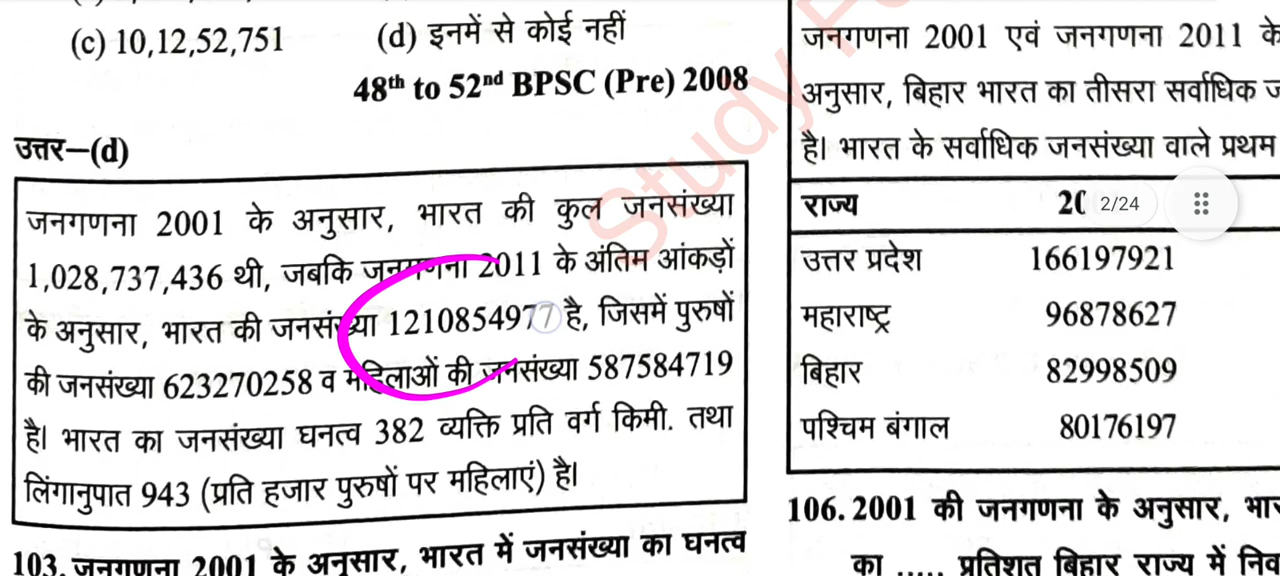 (c) 10,12,52,751 (d) इनमें से कोई नहीं
48th to 52nd BPSC (Pre) 2008
उत्तर–(d)
जनगणना 2001 के अनुसार, भारत की कुल जनसंख्या
1,028,737,436 थी, जबकि जनगणना 2011 के अंतिम आंकड़ों
के अनुसार, भारत की जनसंख्या 1210854977 है, जिसमें पुरुषों
की जनसंख्या 623270258 व महिलाओं की जनसंख्या 587584719
है। भारत का जनसंख्या घनत्व 382 व्यक्ति प्रति वर्ग किमी. तथा
लिंगानुपात 943 (प्रति हजार पुरुषों पर महिलाएं) है।
103. जनगणना 2001 के अनुसार, भारत में जनसंख्या का घनत्व
जनगणना 2001 एवं जनगणना 2011 के
अनुसार, बिहार भारत का तीसरा सर्वाधिक
है। भारत के सर्वाधिक जनसंख्या वाले प्रथम
राज्य
2/24
उत्तर प्रदेश 166197921
महाराष्ट्र 96878627
बिहार 82998509
पश्चिम बंगाल 80176197
106. 2001 की जनगणना के अनुसार,
का ..... प्रतिशत बिहार राज्य में
Study